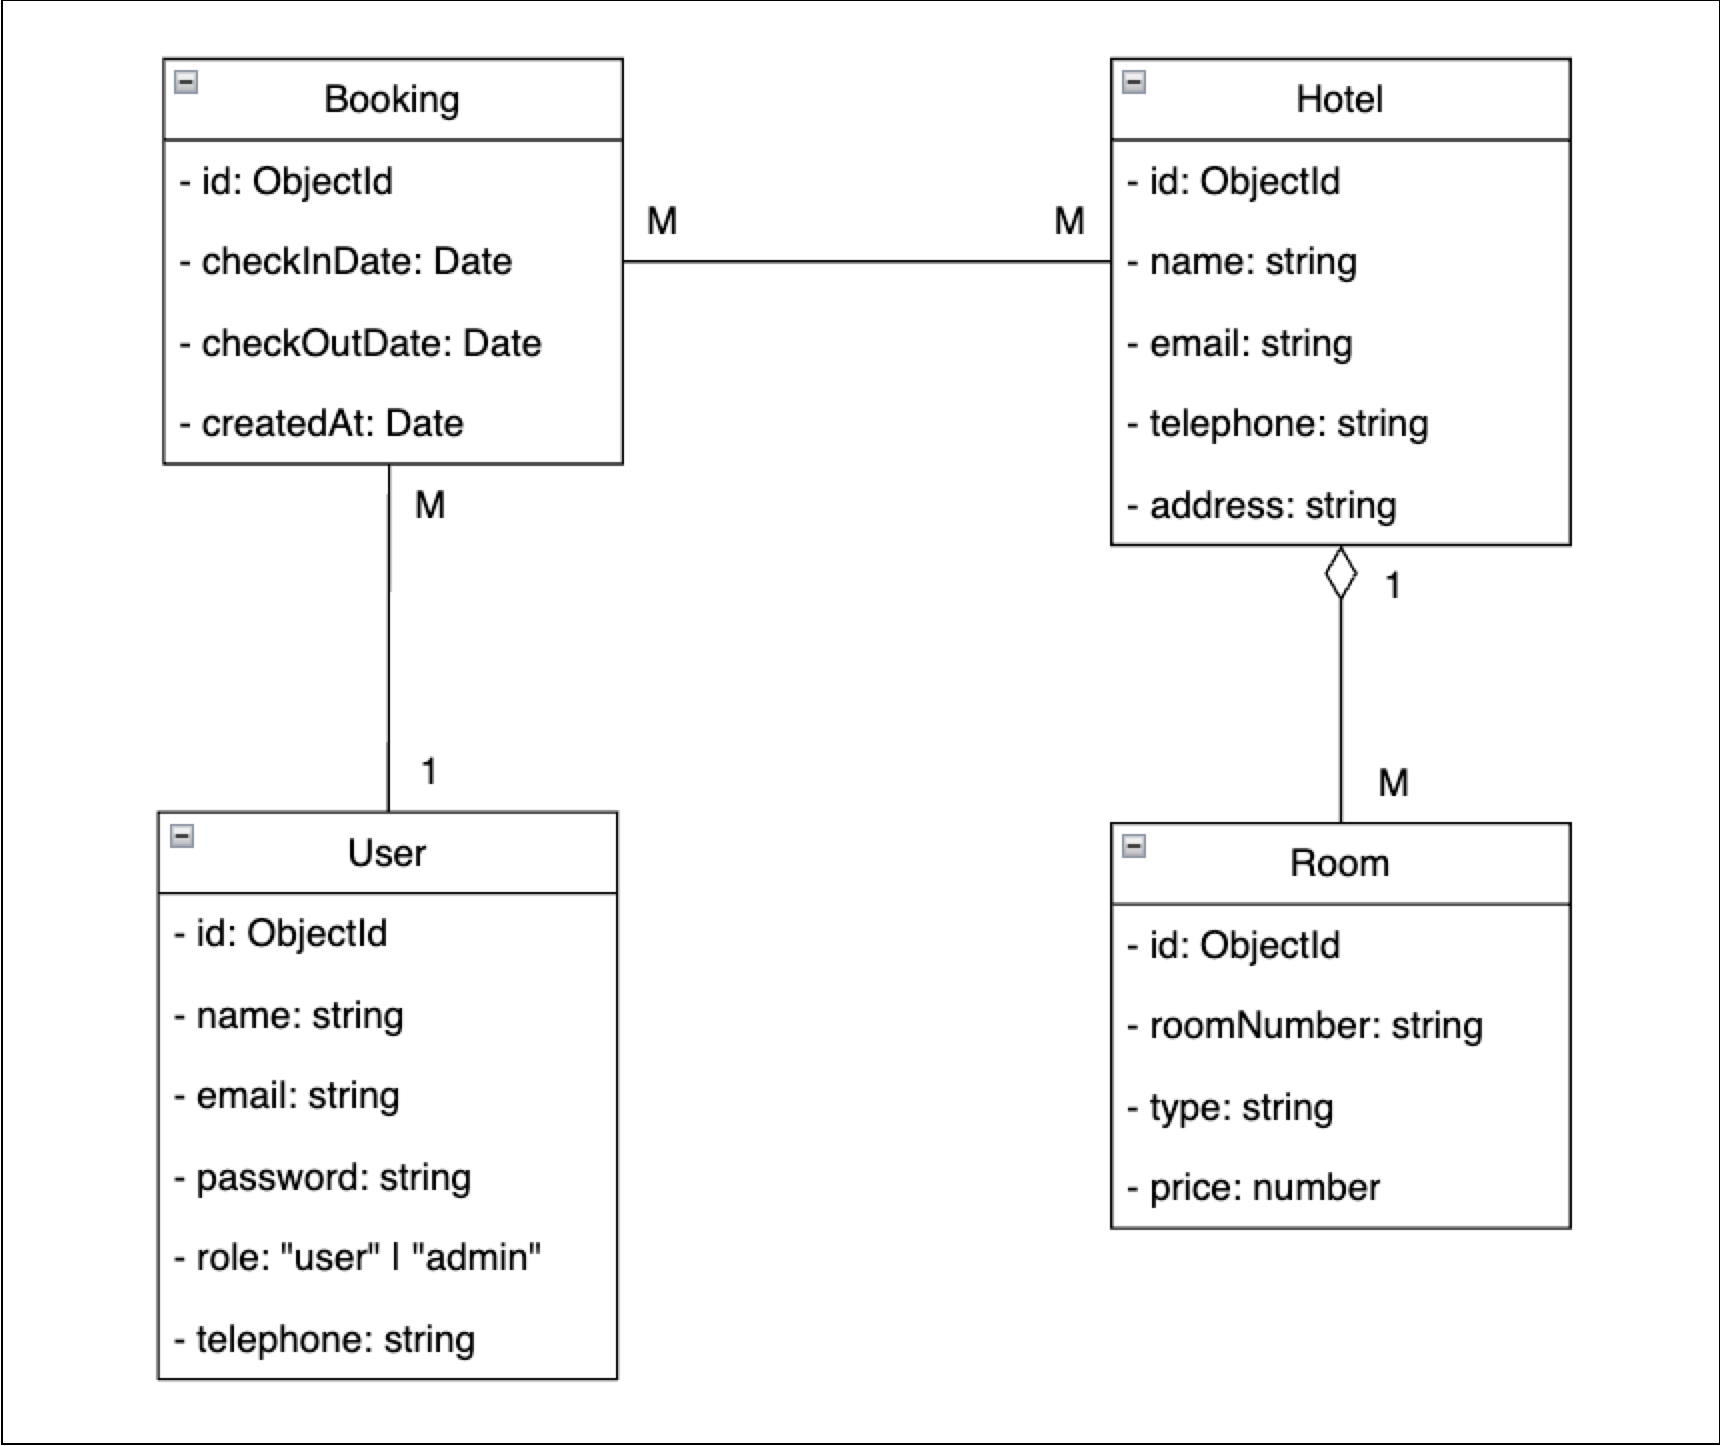 Booking
- id: ObjectId
- checkInDate: Date
- checkOutDate: Date
- createdAt: Date
M
M
Hotel
- id: ObjectId
- name: string
- email: string
- telephone: string
- address: string
M
1
1
M
User
- id: ObjectId
- name: string
- email: string
- password: string
- role: "user" | "admin"
- telephone: string
Room
- id: ObjectId
- roomNumber: string
- type: string
- price: number